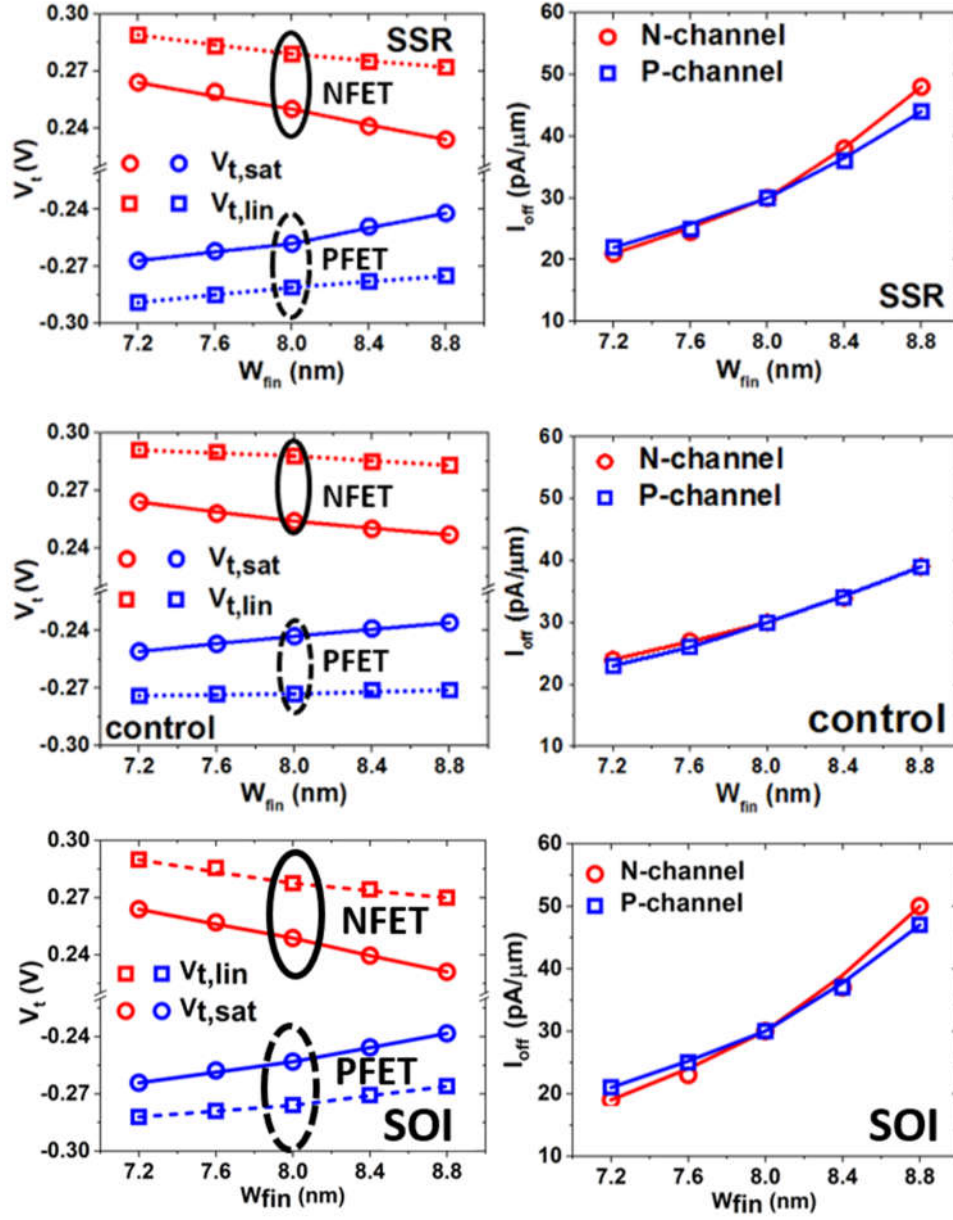 SSR
0.30
0.27
0.24
-0.24
-0.27
-0.30
Vt (V)
NFET
Vt,sat
Vt,lin
PFET
7.2 7.6 8.0 8.4 8.8
Wfin (nm)
60
50
40
30
20
10
Ioff (pA/μm)
N-channel
P-channel
SSR
7.2 7.6 8.0 8.4 8.8
Wfin (nm)
0.30
0.27
0.24
-0.24
-0.27
-0.30
Vt (V)
NFET
Vt,sat
Vt,lin
PFET
control
7.2 7.6 8.0 8.4 8.8
Wfin (nm)
60
50
40
30
20
10
Ioff (pA/μm)
N-channel
P-channel
control
7.2 7.6 8.0 8.4 8.8
Wfin (nm)
0.30
0.27
0.24
-0.24
-0.27
-0.30
Vt (V)
NFET
Vt,lin
Vt,sat
PFET
SOI
7.2 7.6 8.0 8.4 8.8
Wfin (nm)
60
50
40
30
20
10
Ioff (pA/μm)
N-channel
P-channel
SOI
7.2 7.6 8.0 8.4 8.8
Wfin (nm)